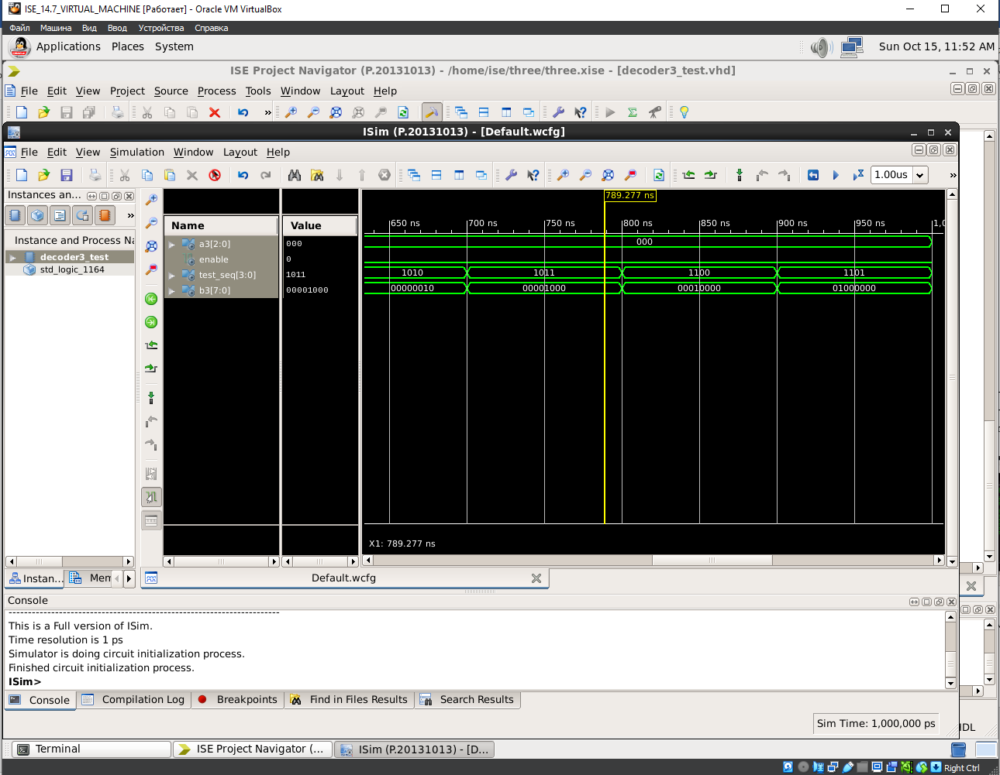 ISE_14.7_VIRTUAL_MACHINE [Работает] - Oracle VM VirtualBox
Файл Машина Вид Ввод Устройства Справка
Applications Places System Sun Oct 15, 11:52 AM
ISE Project Navigator (P.20131013) - /home/ise/three/three.xise - [decoder3_test.vhd]
File Edit View Project Source Process Tools Window Layout Help
»
ISim (P.20131013) - [Default.wcfg]
File Edit View Simulation Window Layout Help
1.00us »
Instances an...
»
Instance and Process Na
decoder3_test
std_logic_1164
Name Value
a3[2:0] 000
enable 0
test_seq[3:0] 1011
b3[7:0] 00001000
789.277 ns
650 ns 700 ns 750 ns 800 ns 850 ns 900 ns 950 ns 1,0
000
1010 1011 1100 1101
00000010 00001000 00010000 01000000
X1: 789.277 ns
Instan... Mem
Default.wcfg
Console
This is a Full version of ISim.
Time resolution is 1 ps
Simulator is doing circuit initialization process.
Finished circuit initialization process.
ISim>
Console Compilation Log Breakpoints Find in Files Results Search Results
Sim Time: 1,000,000 ps
HDL
Terminal ISE Project Navigator (... ISim (P.20131013) - [D...
Right Ctrl